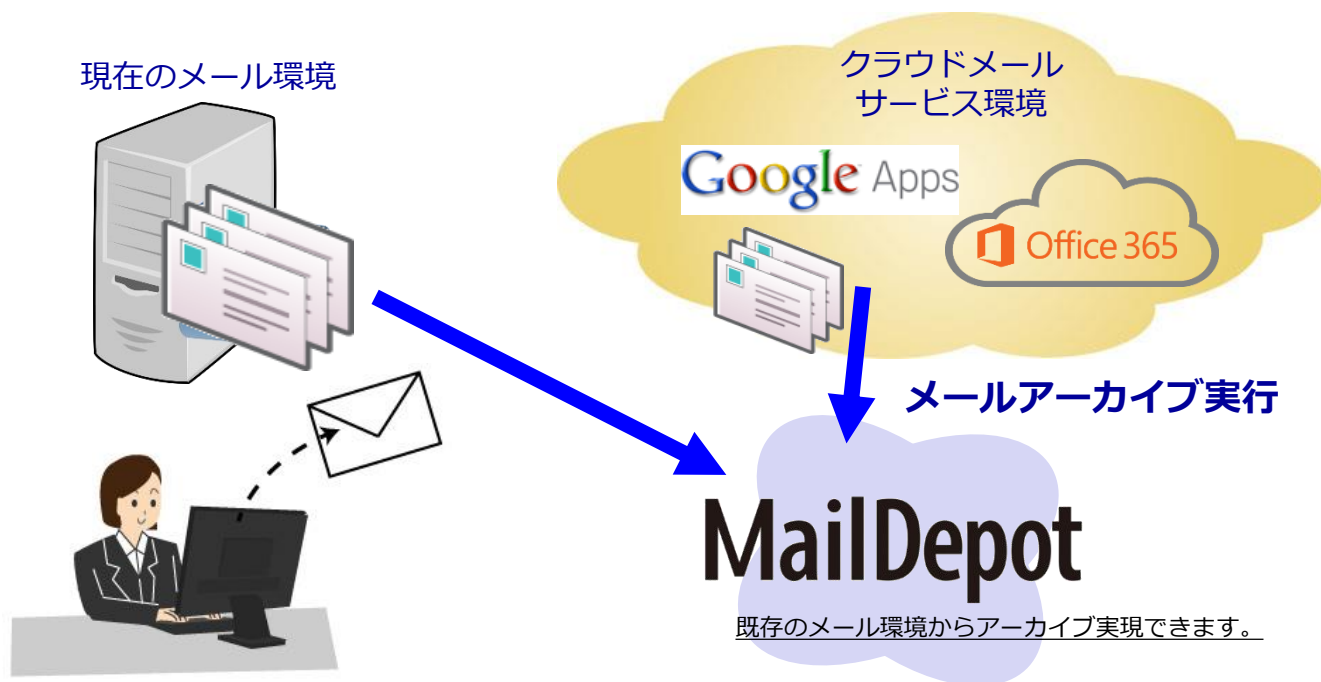 現在のメール環境
クラウドメール
サービス環境
Google Apps
Office 365
メールアーカイブ実行
MailDepot
既存のメール環境からアーカイブ実現できます。